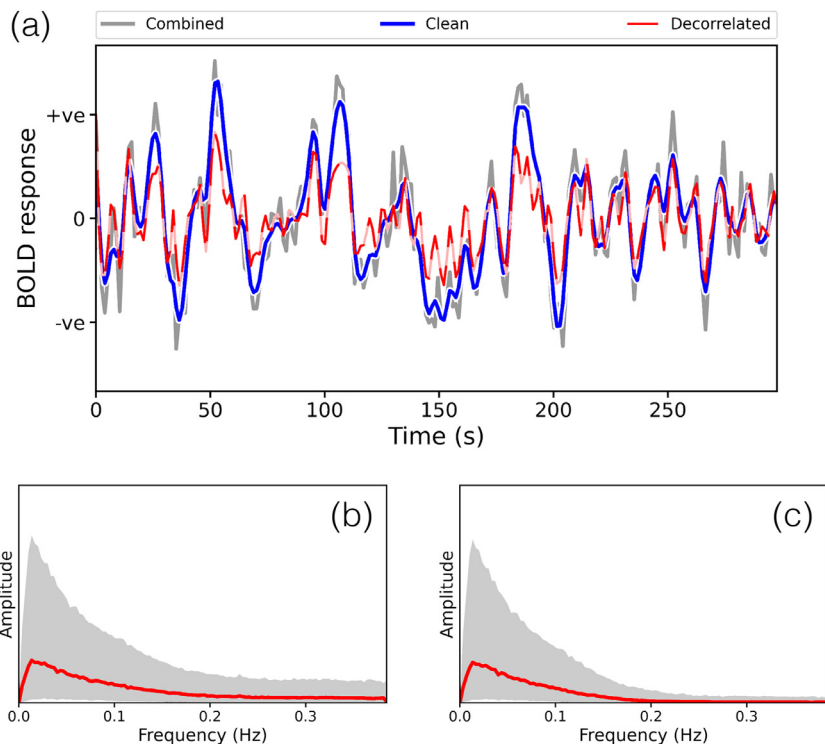 (a)
Combined Clean Decorrelated
+ve
0
-ve
BOLD response
0 50 100 150 200 250
Time (s)
(b)
Amplitude
0.0 0.1 0.2 0.3
Frequency (Hz)
(c)
Amplitude
0.0 0.1 0.2 0.3
Frequency (Hz)